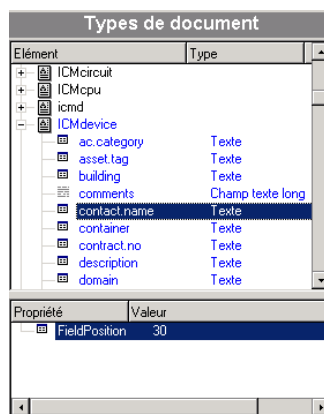 Types de document
Elément Type
ICMcircuit
ICMcpu
icmd
ICMdevice
ac.category Texte
asset.tag Texte
building Texte
comments Champ texte long
contact.name Texte
container Texte
contract.no Texte
description Texte
domain Texte
Propriété Valeur
FieldPosition 30